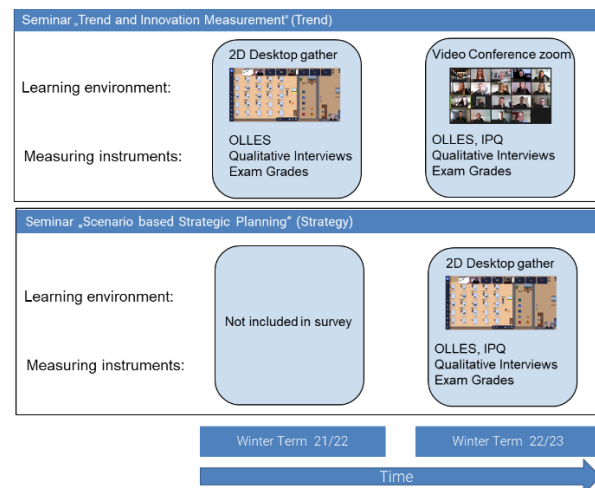 Seminar „Trend and Innovation Measurement“ (Trend)
2D Desktop gather
Video Conference zoom
Learning environment:
Measuring instruments:
OLLES
Qualitative Interviews
Exam Grades
OLLES, IPQ
Qualitative Interviews
Exam Grades
Seminar „Scenario based Strategic Planning“ (Strategy)
2D Desktop gather
Learning environment:
Not included in survey
Measuring instruments:
OLLES, IPQ
Qualitative Interviews
Exam Grades
Winter Term 21/22
Winter Term 22/23
Time